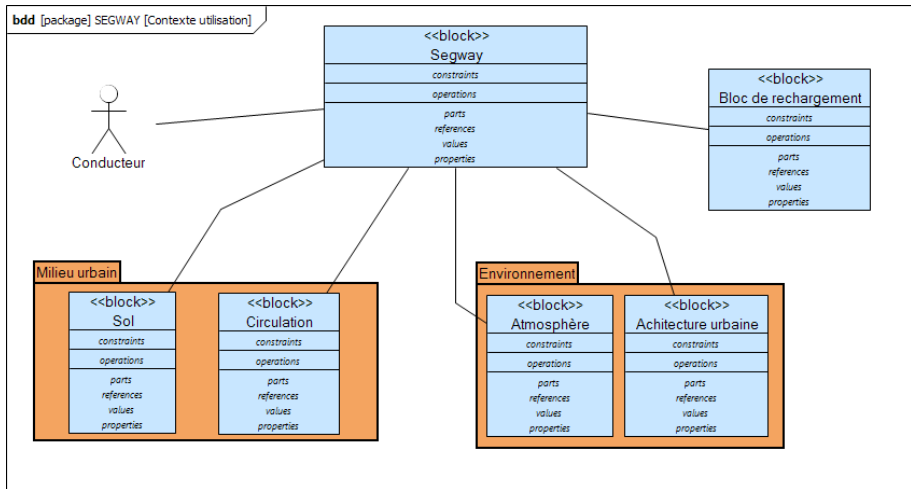 bdd [package] SEGWAY [Contexte utilisation]
<<block>>
Segway
constraints
operations
parts
references
values
properties
Conducteur
<<block>>
Bloc de rechargement
constraints
operations
parts
references
values
properties
Milieu urbain
<<block>>
Sol
constraints
operations
parts
references
values
properties
<<block>>
Circulation
constraints
operations
parts
references
values
properties
Environnement
<<block>>
Atmosphère
constraints
operations
parts
references
values
properties
<<block>>
Achitecture urbaine
constraints
operations
parts
references
values
properties